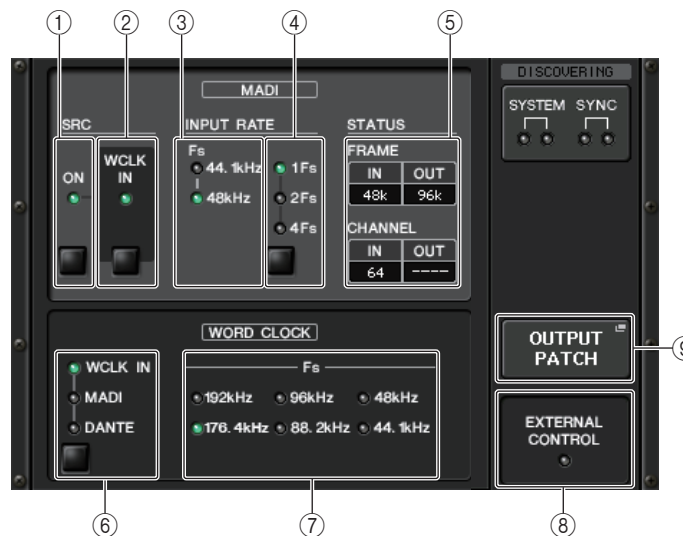 ① ② ③ ④ ⑤
DISCOVERING
MADI
SYSTEM SYNC
SRC INPUT RATE STATUS
Fs FRAME
WCLK IN 44.1kHz 1Fs IN OUT
ON 48kHz 2Fs 48k 96k
4Fs CHANNEL
IN OUT
64 ----
WORD CLOCK
OUTPUT PATCH ⑨
WCLK IN Fs
MADI 192kHz 96kHz 48kHz
DANTE 176.4kHz 88.2kHz 44.1kHz
EXTERNAL CONTROL
⑥ ⑦ ⑧